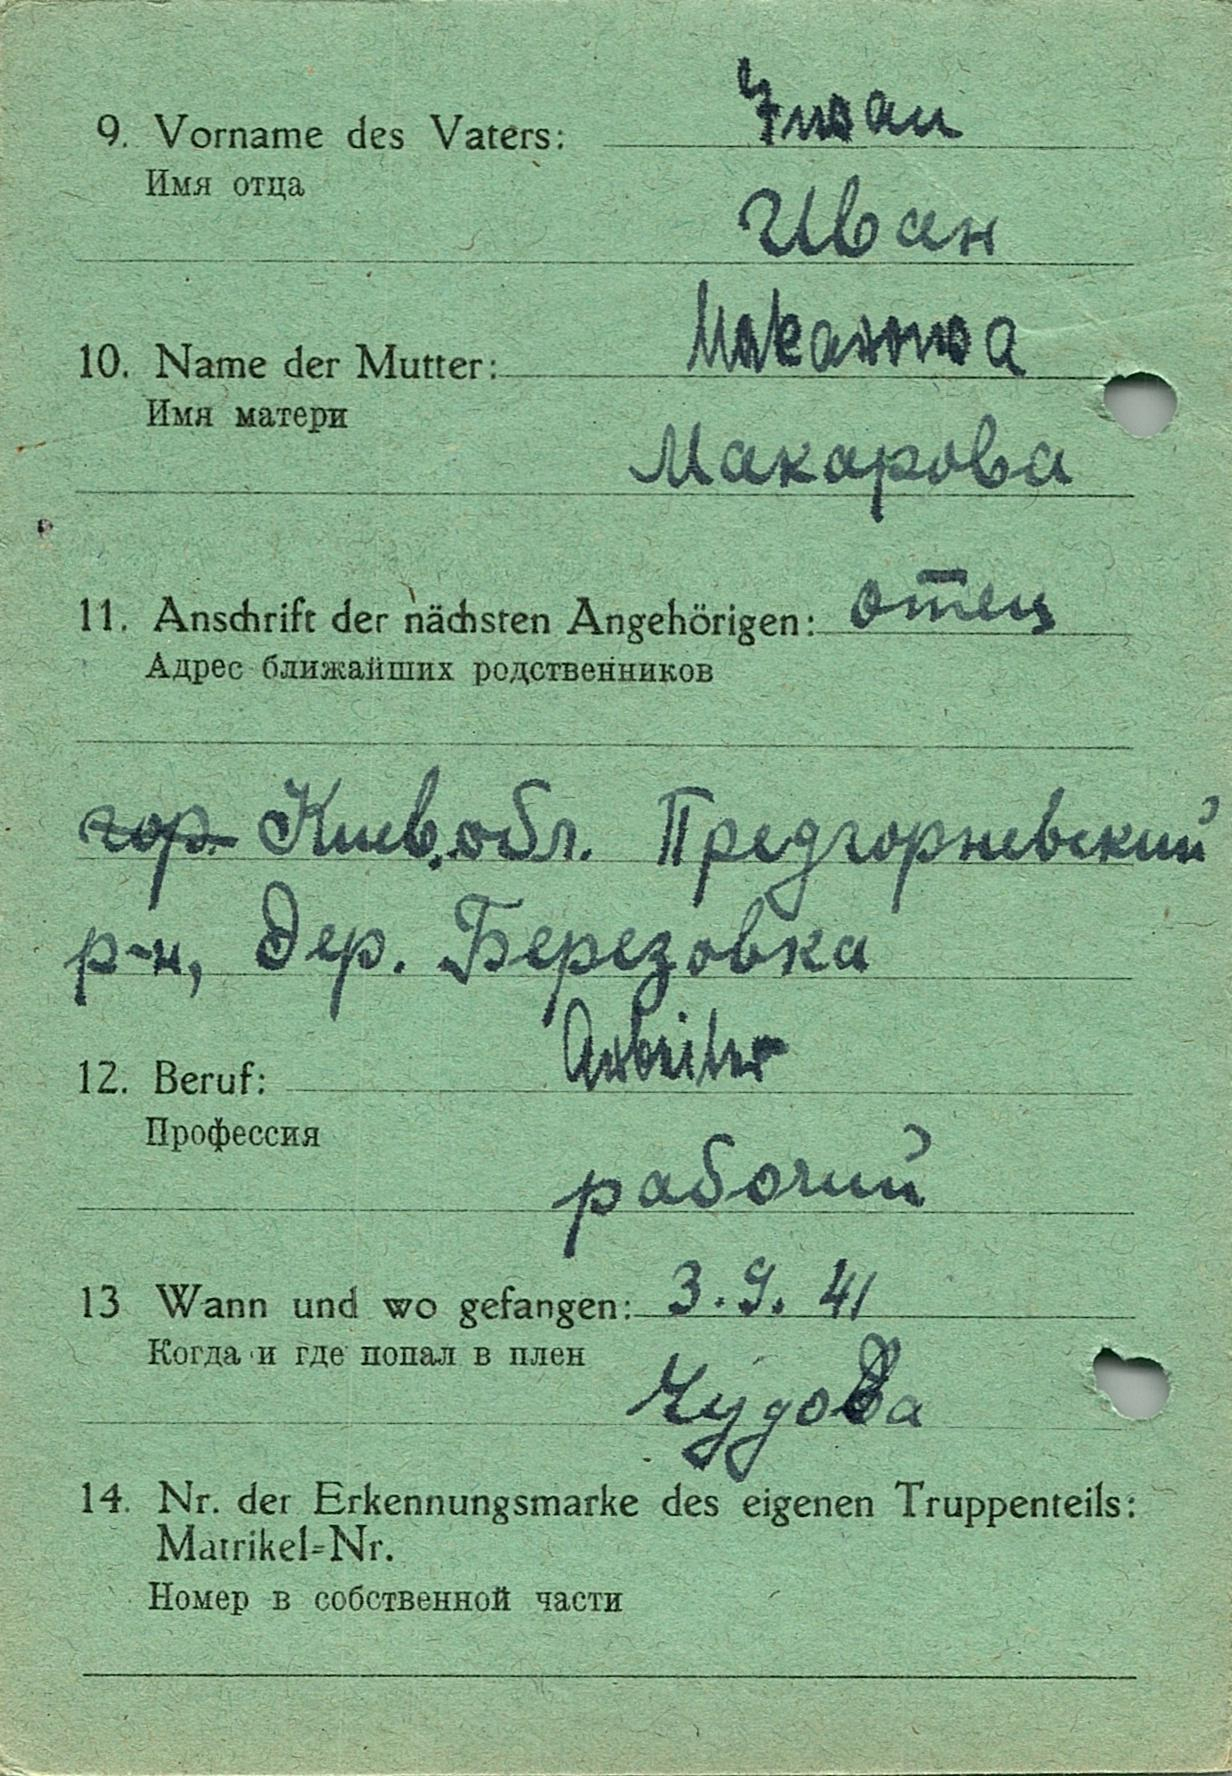 9. Vorname des Vaters: Iwan
Имя отца
Иван
10. Name der Mutter: Makarowa
Имя матери
Макарова
11. Anschrift der nächsten Angehörigen: отец
Адрес ближайших родственников
гор. Киев. обл. Предгорневский
р-н, Дер. Березовка
12. Beruf: Arbeiter
Профессия
рабочий
13 Wann und wo gefangen: 3. 9. 41
Когда и где попал в плен
Чудова
14. Nr. der Erkennungsmarke des eigenen Truppenteils:
Matrikel-Nr.
Номер в собственной части